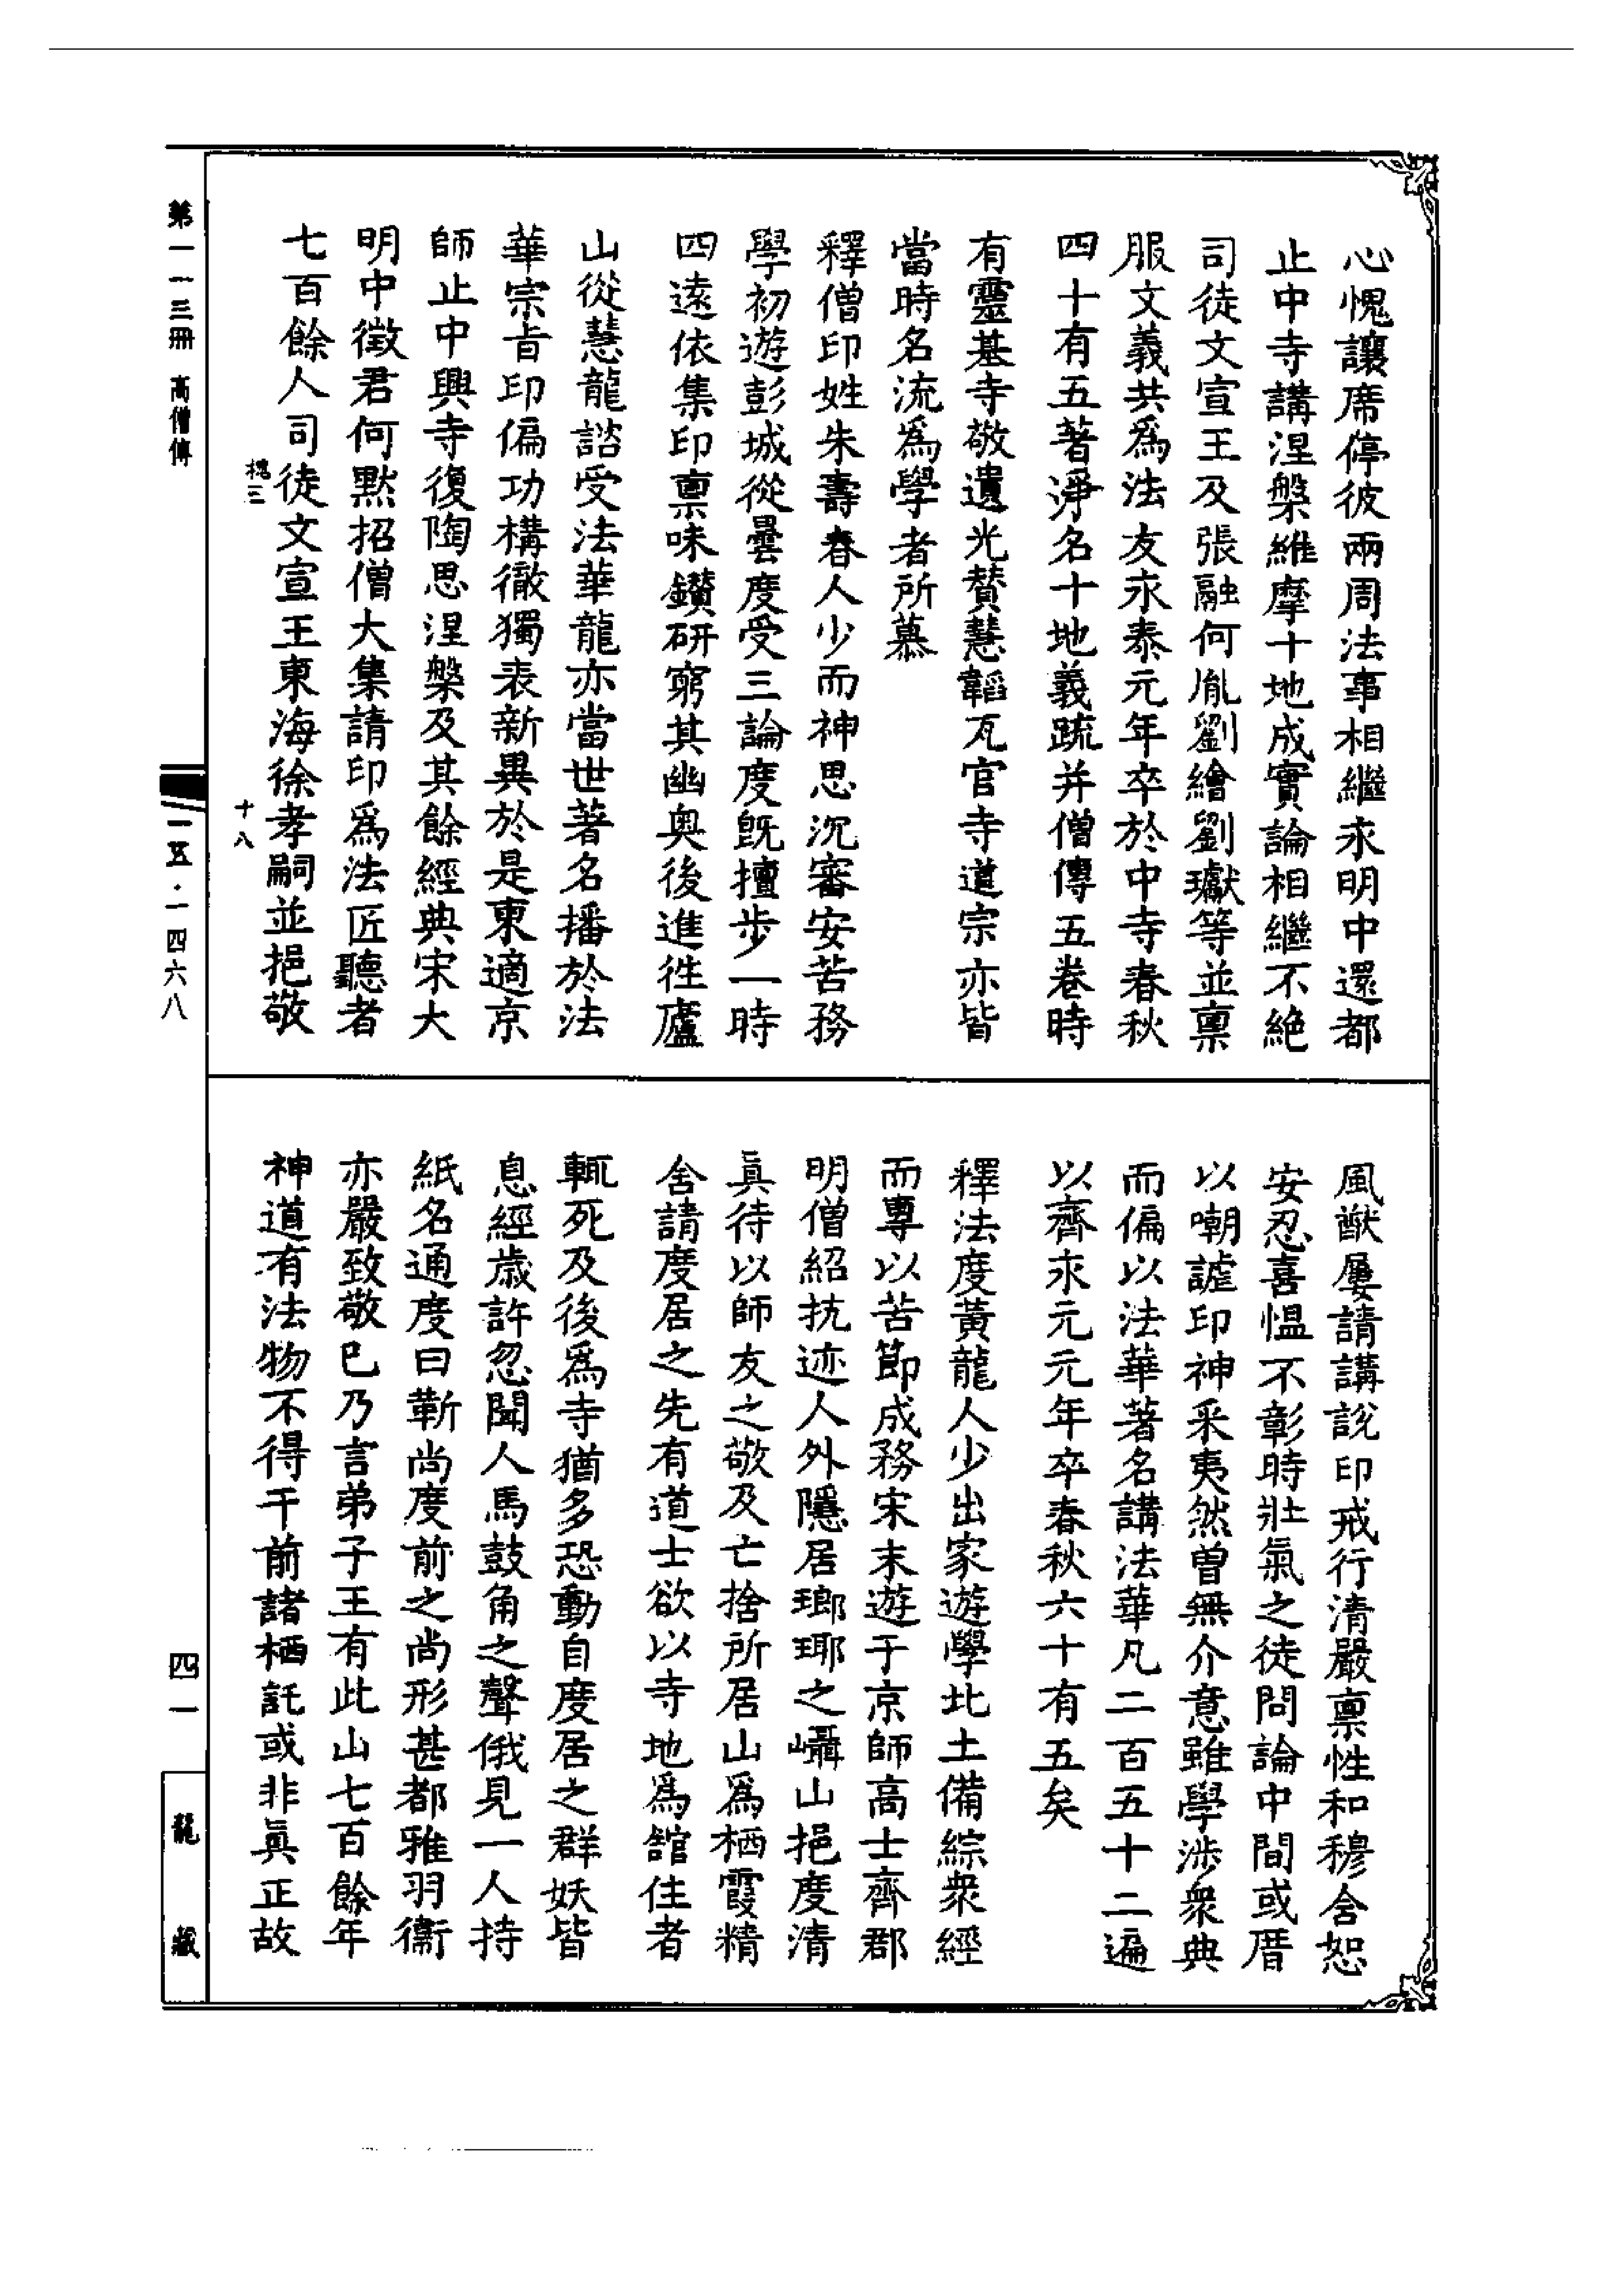 心愧讓席停彼兩周法事相繼永明中還都
止中寺講涅槃維摩十地成實論相繼不絶
司徒文宣王及張融何胤劉繪劉瓛等並稟
服文義共爲法友永泰元年卒於中寺春秋
四十有五著淨名十地義䟽并僧傳五卷時
有靈基寺敬遺光賛慧韜瓦官寺道宗亦皆
當時名流爲學者所慕
釋僧印姓朱壽春人少而神思沉審安苦務
學初遊彭城從曇度受三論度旣擅步一時
四遠依集印稟味鑽研窮其幽奥後進徃廬
山從慧龍諮受法華龍亦當世著名播於法
華宗旨印偏功構徹獨表新異於是東適京
師止中興寺復陶思涅槃及其餘經典宋大
明中徵君何默招僧大集請印爲法匠聽者
七百餘人司徒文宣王東海徐孝嗣並挹敬
槐三
十八
風猷屢請講說印戒行清嚴稟性和穆含恕
安忍喜愠不彰時壯氣之徒問論中間或厝
以嘲謔印神采夷然曽無介意雖學涉衆典
而偏以法華著名講法華凡二百五十二遍
以齊永元元年卒春秋六十有五矣
釋法度黃龍人少出家遊學北土備綜衆經
而專以苦節成務宋末遊于京師高士齊郡
明僧紹抗迹人外隱居瑯琊之㠤山挹度清
眞待以師友之敬及亡捨所居山爲栖霞精
舍請度居之先有道士欲以寺地爲舘住者
輒死及後爲寺猶多恐動自度居之群妖皆
息經歲許忽聞人馬鼓角之聲俄見一人持
紙名通度曰靳尚度前之尚形甚都雅羽衞
亦嚴致敬已乃言弟子王有此山七百餘年
神道有法物不得干前諸栖託或非眞正故
第一一三冊 高僧傳
一五·一四六八
四一
龍藏